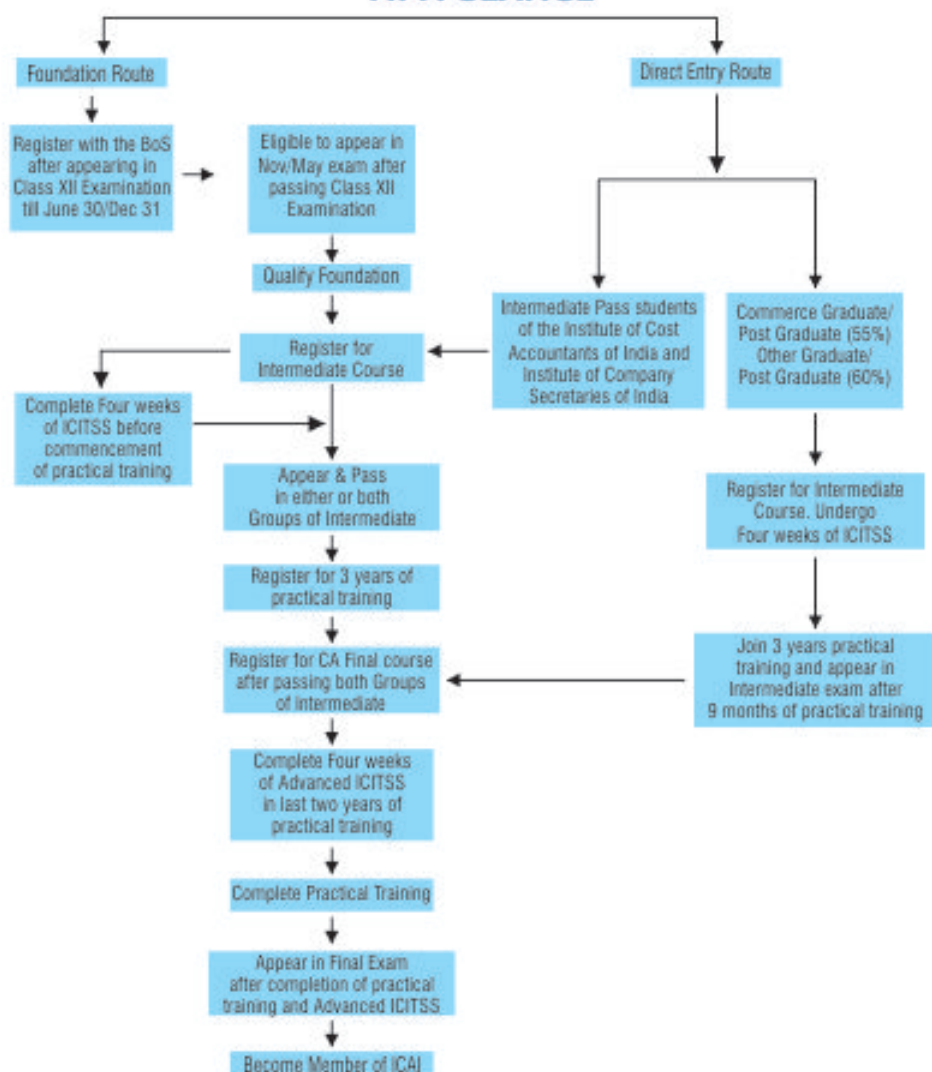 Foundation Route
Direct Entry Route
Register with the BoS
after appearing in
Class XII Examination
till June 30/Dec 31
Eligible to appear in
Nov/May exam after
passing Class XII
Examination
Qualify Foundation
Intermediate Pass students
of the Institute of Cost
Accountants of India and
Institute of Company
Secretaries of India
Commerce Graduate/
Post Graduate (55%)
Other Graduate/
Post Graduate (60%)
Register for
Intermediate Course
Complete Four weeks
of ICITSS before
commencement
of practical training
Appear & Pass
in either or both
Groups of Intermediate
Register for Intermediate
Course. Undergo
Four weeks of ICITSS
Register for 3 years of
practical training
Register for CA Final course
after passing both Groups
of Intermediate
Join 3 years practical
training and appear in
Intermediate exam after
9 months of practical training
Complete Four weeks
of Advanced ICITSS
in last two years of
practical training
Complete Practical Training
Appear in Final Exam
after completion of practical
training and Advanced ICITSS
Become Member of ICAI